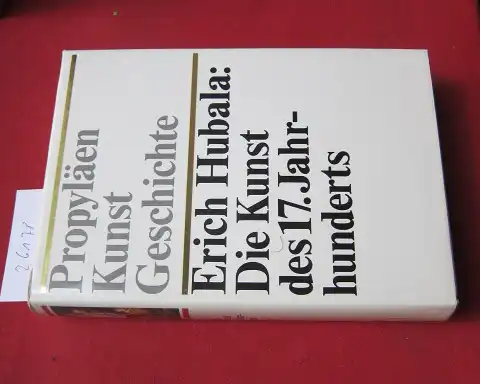 Propyläen
Kunst
Geschichte
Erich Hubala:
Die Kunst
des 17. Jahr-
hunderts